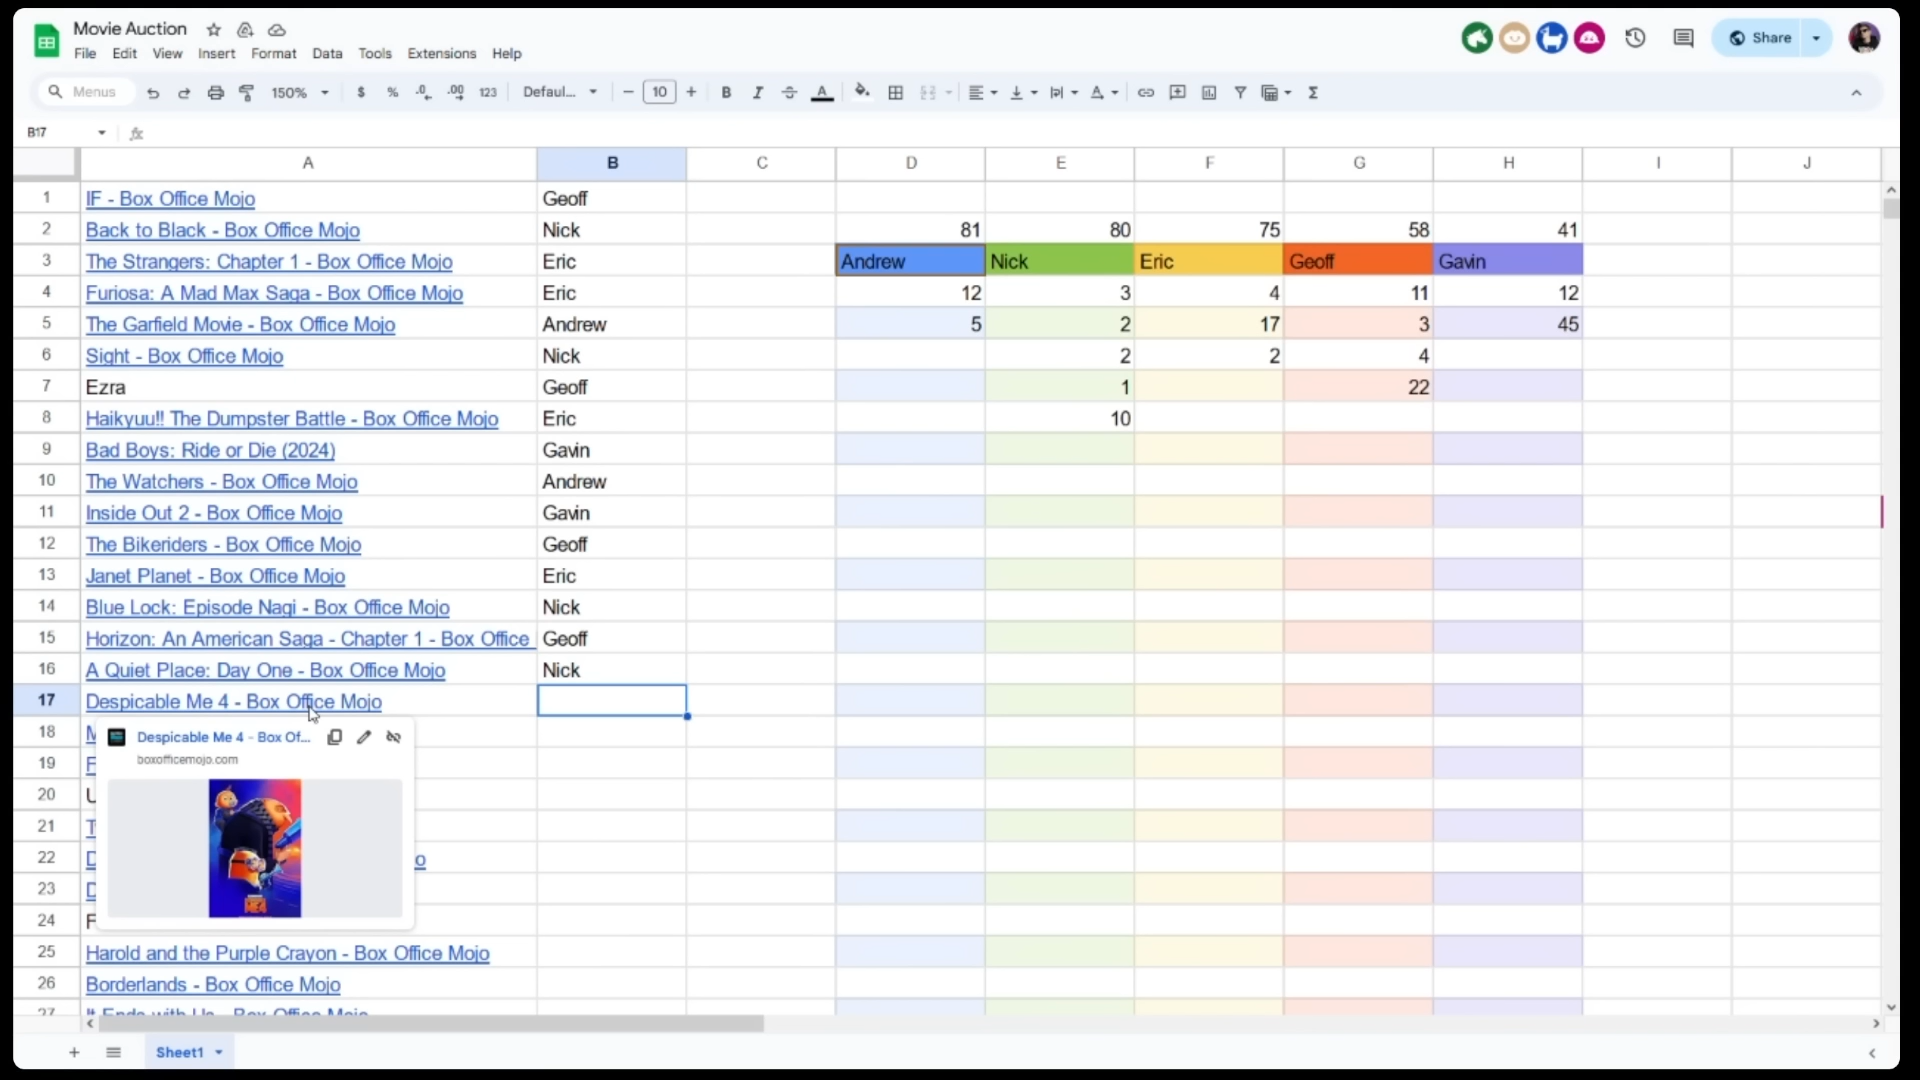 Movie Auction
File Edit View Insert Format Data Tools Extensions Help
Share
Menus 150% $ % .0 .00 123 Defaul... − 10 + B I A Σ
B17 fx
A B C D E F G H I J
1 IF - Box Office Mojo Geoff
2 Back to Black - Box Office Mojo Nick 81 80 75 58 41
3 The Strangers: Chapter 1 - Box Office Mojo Eric Andrew Nick Eric Geoff Gavin
4 Furiosa: A Mad Max Saga - Box Office Mojo Eric 12 3 4 11 12
5 The Garfield Movie - Box Office Mojo Andrew 5 2 17 3 45
6 Sight - Box Office Mojo Nick 2 2 4
7 Ezra Geoff 1 22
8 Haikyuu!! The Dumpster Battle - Box Office Mojo Eric 10
9 Bad Boys: Ride or Die (2024) Gavin
10 The Watchers - Box Office Mojo Andrew
11 Inside Out 2 - Box Office Mojo Gavin
12 The Bikeriders - Box Office Mojo Geoff
13 Janet Planet - Box Office Mojo Eric
14 Blue Lock: Episode Nagi - Box Office Mojo Nick
15 Horizon: An American Saga - Chapter 1 - Box Office Geoff
16 A Quiet Place: Day One - Box Office Mojo Nick
17 Despicable Me 4 - Box Office Mojo
18 M Despicable Me 4 - Box Of...
boxofficemojo.com
19 F
20 U
21 T
22 D o
23 D
ME4
24 F
25 Harold and the Purple Crayon - Box Office Mojo
26 Borderlands - Box Office Mojo
27 It Ends with Us - Box Office Mojo
+ Sheet1